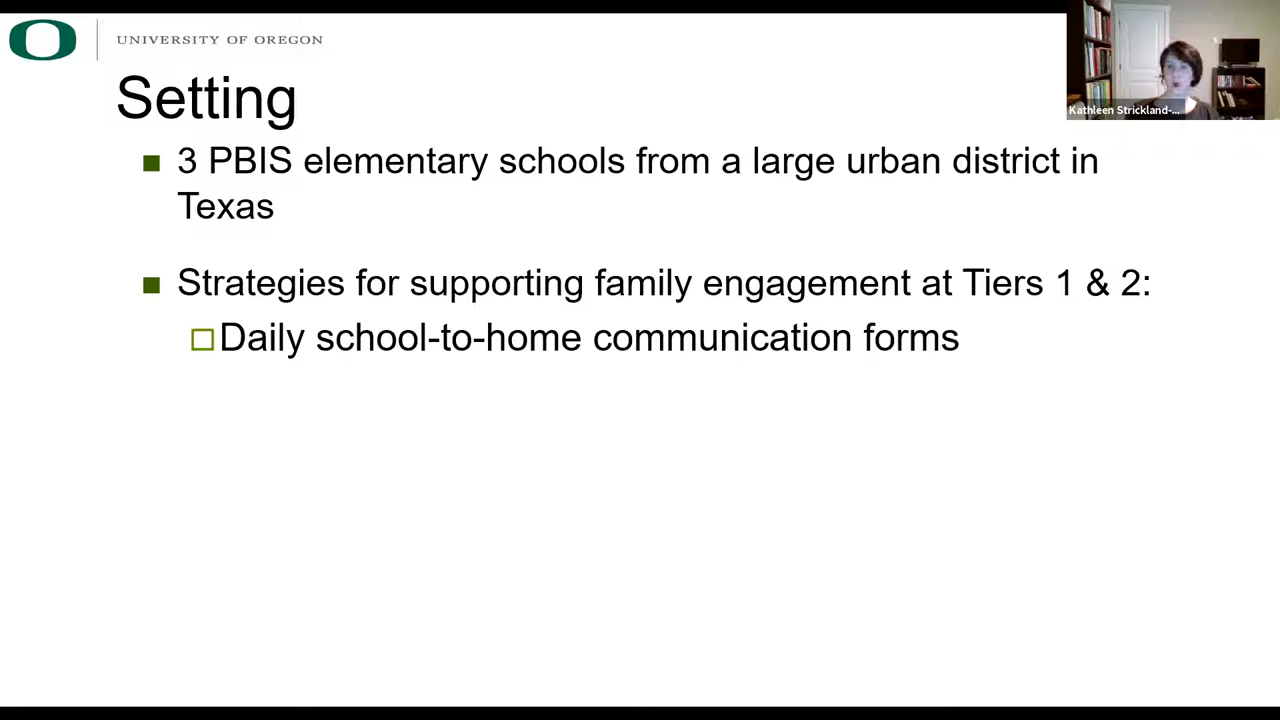 UNIVERSITY OF OREGON
Setting
3 PBIS elementary schools from a large urban district in
Texas
Strategies for supporting family engagement at Tiers 1 & 2:
Daily school-to-home communication forms
Kathleen Strickland-...